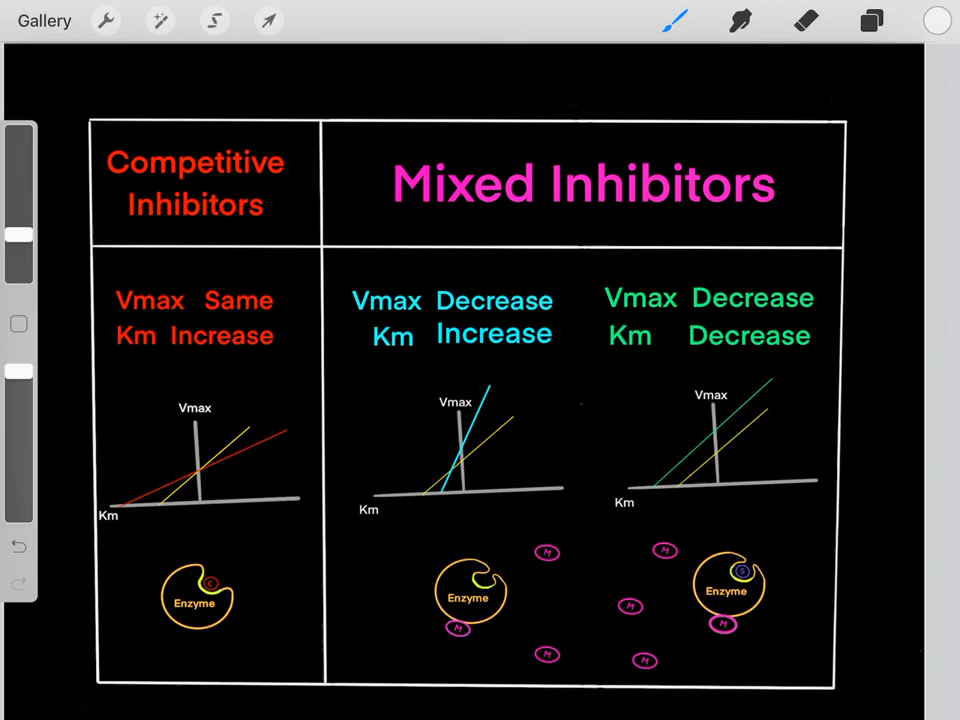 Gallery
Competitive
Inhibitors
Mixed Inhibitors
Vmax Same
Km Increase
Vmax Decrease
Km Increase
Vmax Decrease
Km Decrease
Vmax
Km
Vmax
Km
Vmax
Km
C
Enzyme
Enzyme
M
M
M
M
M
M
S
Enzyme
M